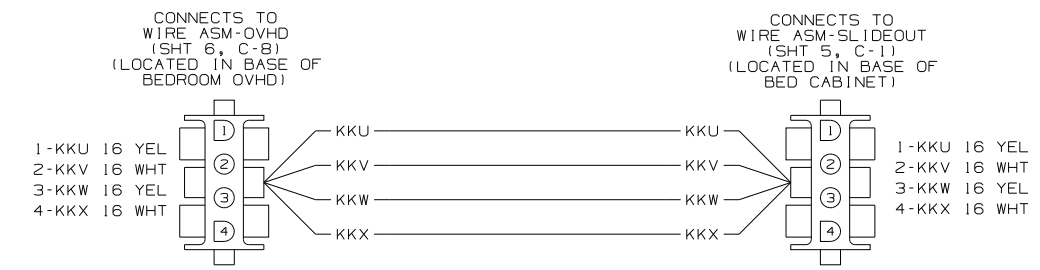 CONNECTS TO
WIRE ASM-OVHD
(SHT 6, C-8)
(LOCATED IN BASE OF
BEDROOM OVHD)
CONNECTS TO
WIRE ASM-SLIDEOUT
(SHT 5, C-1)
(LOCATED IN BASE OF
BED CABINET)
1-KKU 16 YEL
2-KKV 16 WHT
3-KKW 16 YEL
4-KKX 16 WHT
1
2
3
4
KKU KKU
KKV KKV
KKW KKW
KKX KKX
1
2
3
4
1-KKU 16 YEL
2-KKV 16 WHT
3-KKW 16 YEL
4-KKX 16 WHT